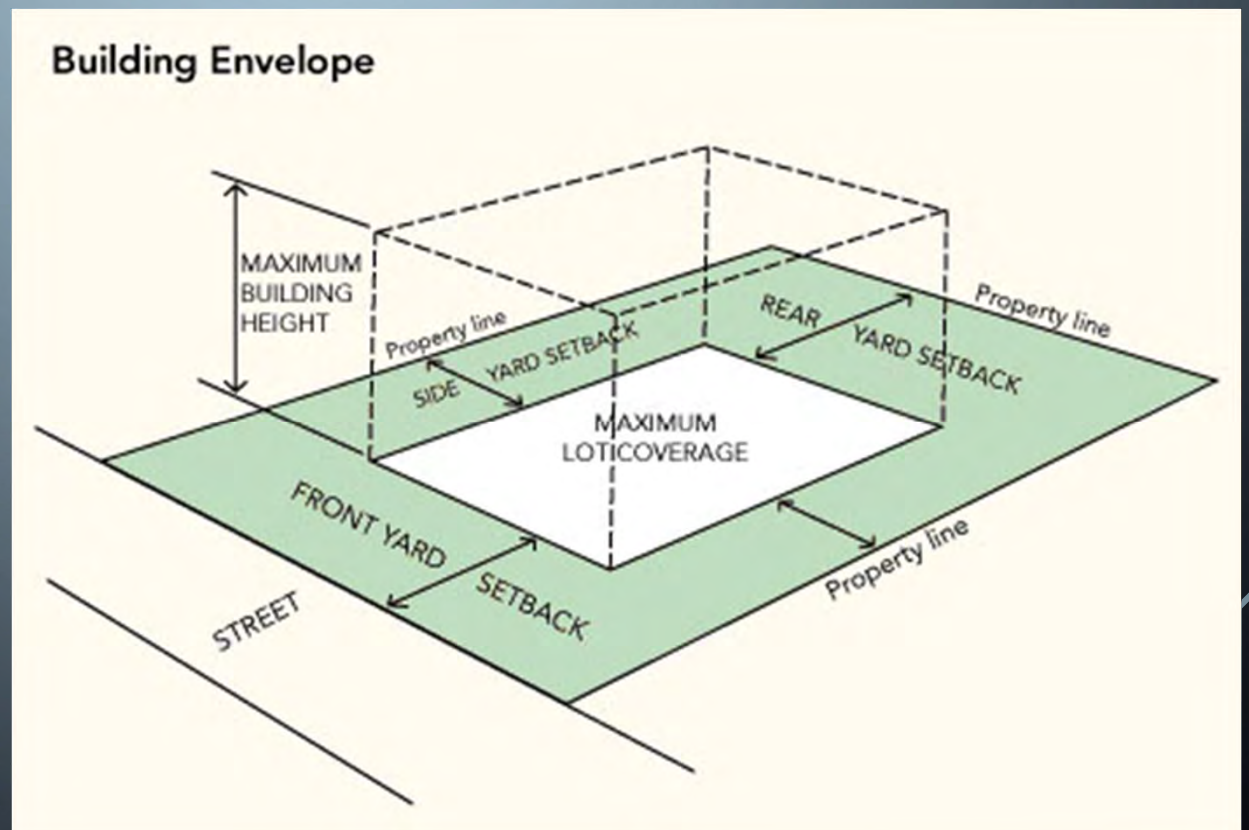 Building Envelope
MAXIMUM
BUILDING
HEIGHT
Property line
SIDE YARD SETBACK
REAR YARD SETBACK
Property line
MAXIMUM
LOTICOVERAGE
FRONT YARD SETBACK
Property line
STREET